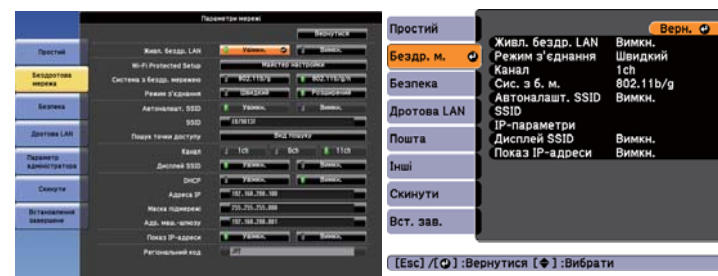 Параметри мережі
Вернутися
Простий
Бездротова
мережа
Безпека
Дротова LAN
Параметр
адміністратора
Скинути
Встановлення
завершене
Живл. бездр. LAN Увімкн. Вимкн.
Wi-Fi Protected Setup Майстер настройки
Система з бездр. мережею 802.11b/g 802.11b/g/n
Режим з'єднання Швидкий Розширений
Автоналашт. SSID Увімкн. Вимкн.
SSID
Пошук точки доступу Вид пошуку
Канал 1ch 6ch 11ch
Дисплей SSID Увімкн. Вимкн.
DHCP Увімкн. Вимкн.
Адреса IP
Маска підмережі
Адр. маш.-шлюзу
Показ IP-адреси Увімкн. Вимкн.
Регіональний код
Простий
Бездр. м.
Безпека
Дротова LAN
Пошта
Інші
Скинути
Вст. зав.
Верн.
Живл. бездр. LAN Вимкн.
Режим з'єднання Швидкий
Канал 1ch
Сис. з б. м. 802.11b/g
Автоналашт. SSID Вимкн.
SSID
IP-параметри
Дисплей SSID Вимкн.
Показ IP-адреси Вимкн.
[Esc] /[ ] :Вернутися [ ] :Вибрати